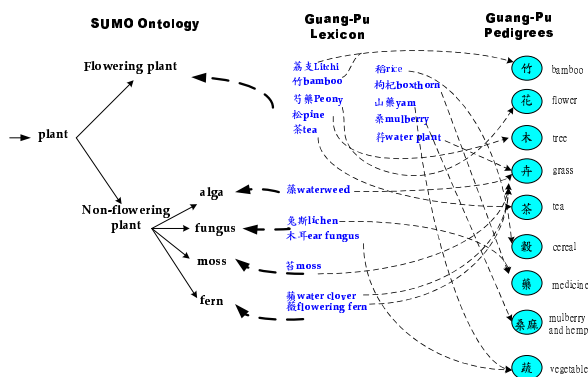 SUMO Ontology
Guang-Pu
Lexicon
Guang-Pu
Pedigrees
Flowering plant
plant
Non-flowering
plant
alga
fungus
moss
fern
荔支Litchi
竹bamboo
芍藥Peony
松pine
茶tea
稻rice
枸杞boxthorn
山藥yam
桑mulberry
荇water plant
藻waterweed
兔斯lichen
木耳ear fungus
苔moss
蘋water clover
薇flowering fern
竹 bamboo
花 flower
木 tree
卉 grass
茶 tea
穀 cereal
藥 medicine
桑麻 mulberry
and hemp
蔬 vegetable